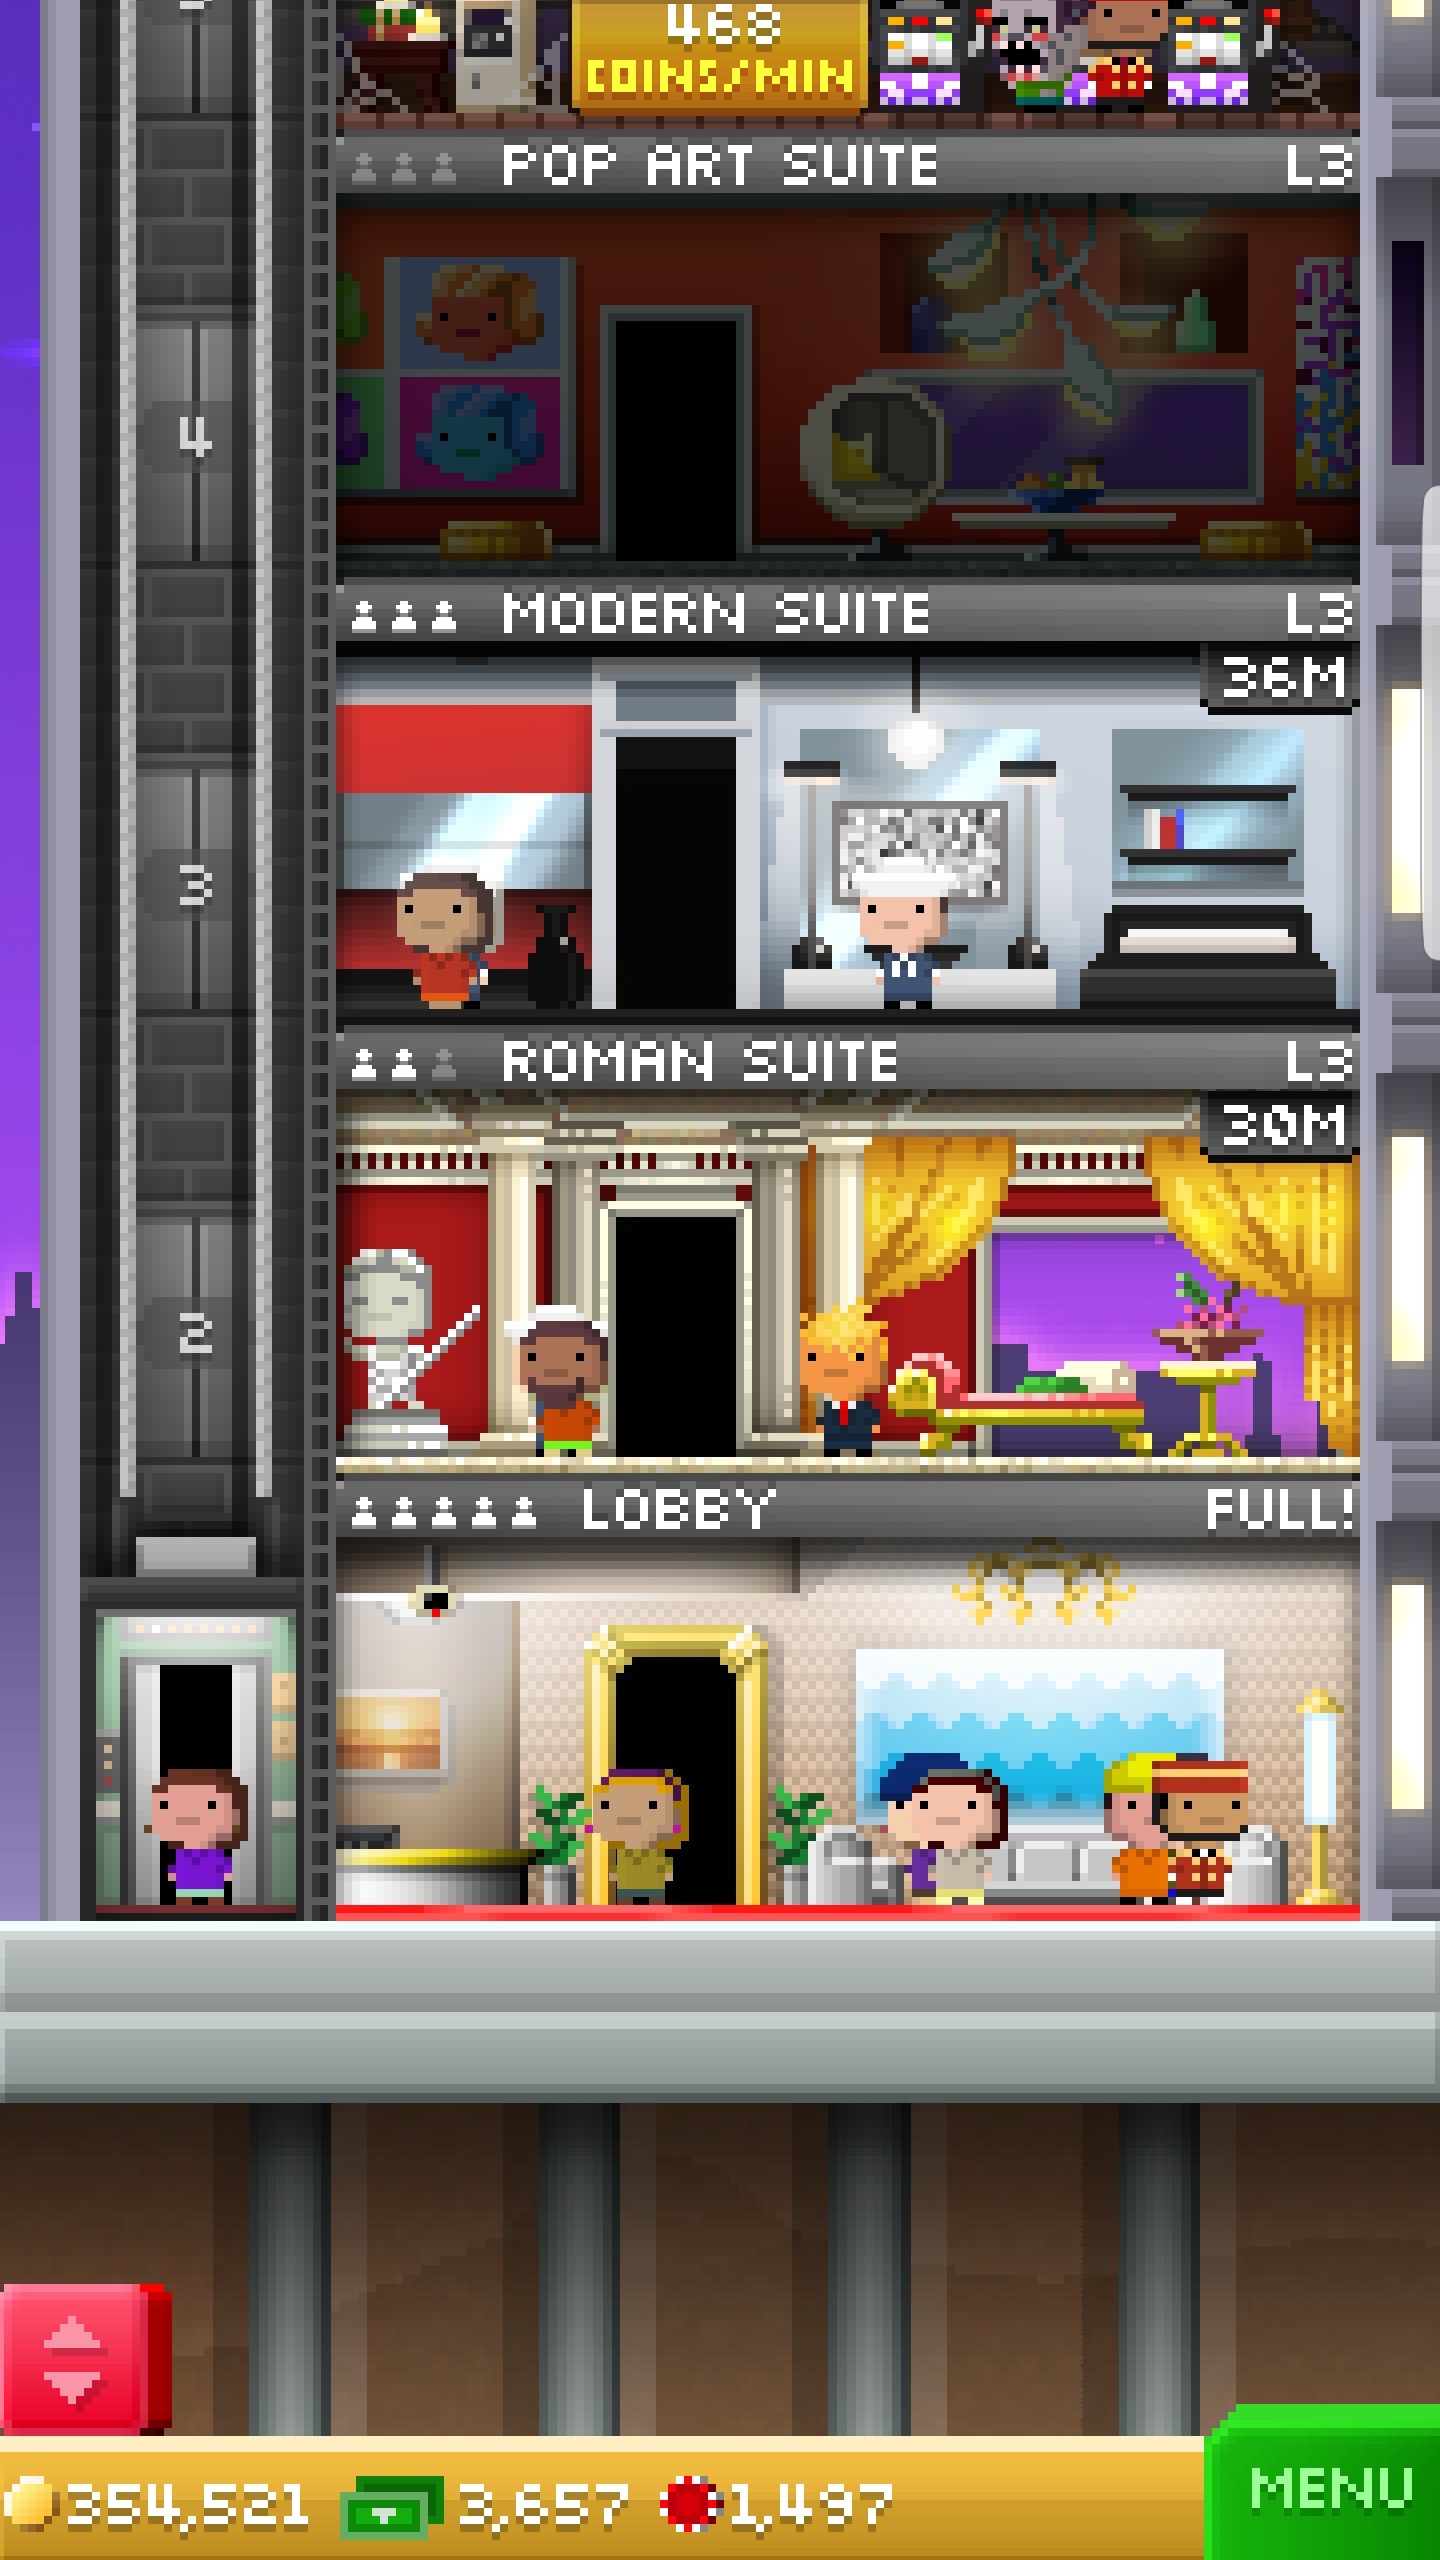 468
COINS/MIN
POP ART SUITE L3
4
MODERN SUITE L3
36M
3
ROMAN SUITE L3
30M
2
LOBBY FULL!
354,521 3,657 1,497
MENU